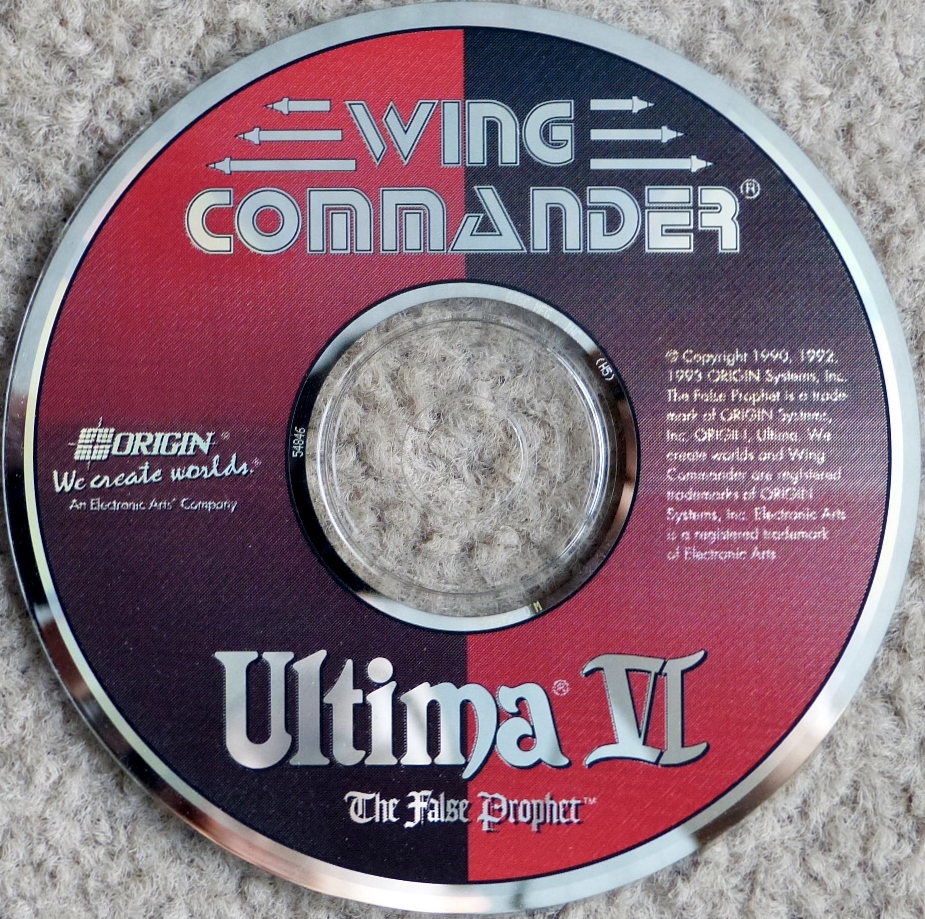 WING
COMMANDER®
℗ Copyright 1990, 1992,
1993 ORIGIN Systems, Inc.
The False Prophet is a trade-
mark of ORIGIN Systems,
Inc. ORIGIN, Ultima, We
create worlds and Wing
Commander are registered
trademarks of ORIGIN
Systems, Inc. Electronic Arts
is a registered trademark
of Electronic Arts
(H5)
54846
ORIGIN®
We create worlds.®
An Electronic Arts® Company
M
Ultima® VI
The False Prophet™